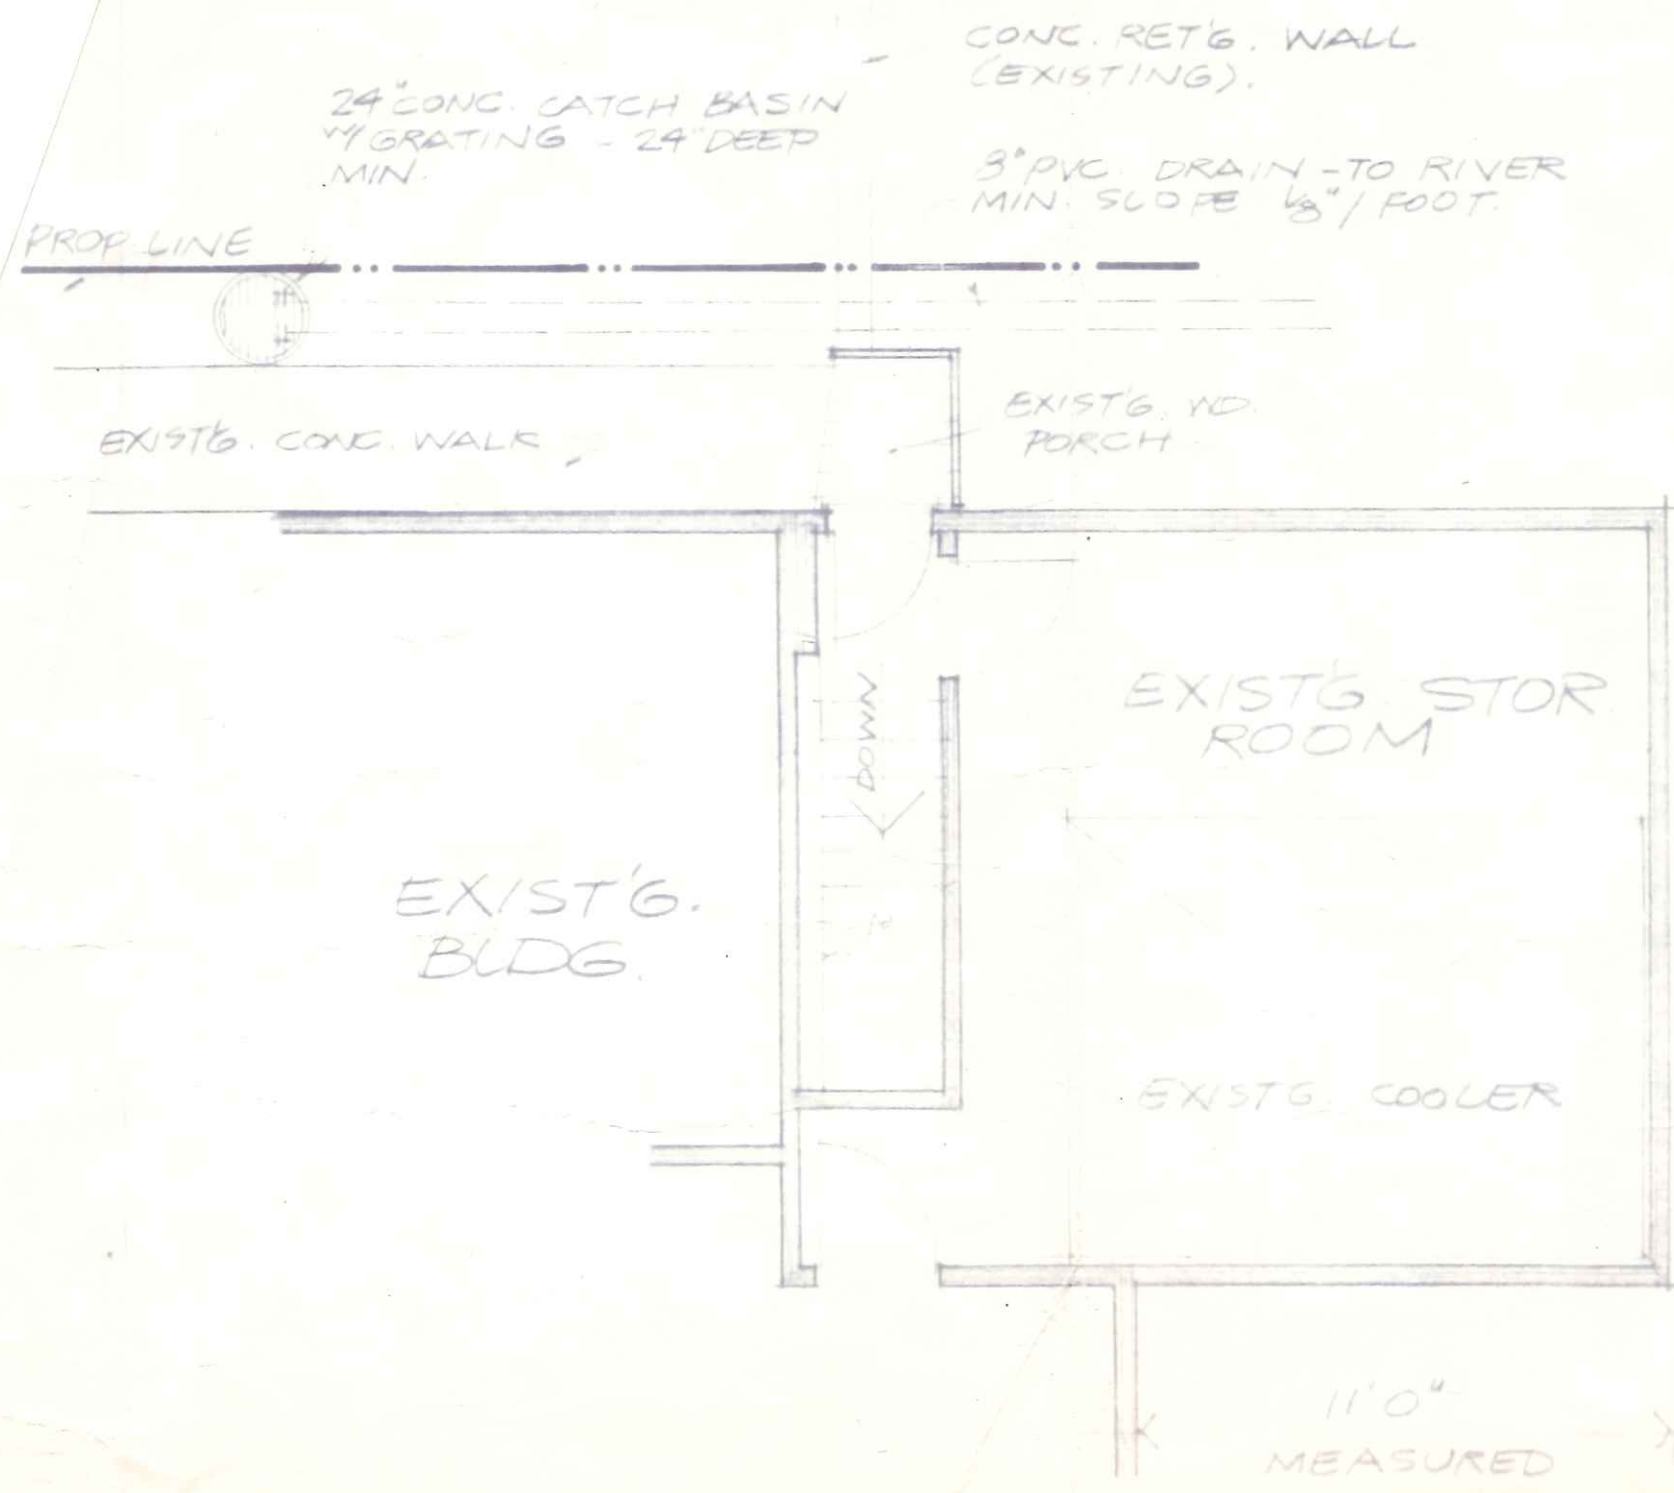 CONC. RET'G. WALL
(EXISTING).
24" CONC. CATCH BASIN
W/ GRATING - 24" DEEP
MIN.
8" PVC. DRAIN - TO RIVER
MIN. SLOPE 1/8" / FOOT.
PROP LINE
EXIST'G. WD.
PORCH
EXIST'G. CONC. WALK
DOWN
EXIST'G STOR
ROOM
EXIST'G.
BLDG.
EXIST'G COOLER
11'0"
MEASURED